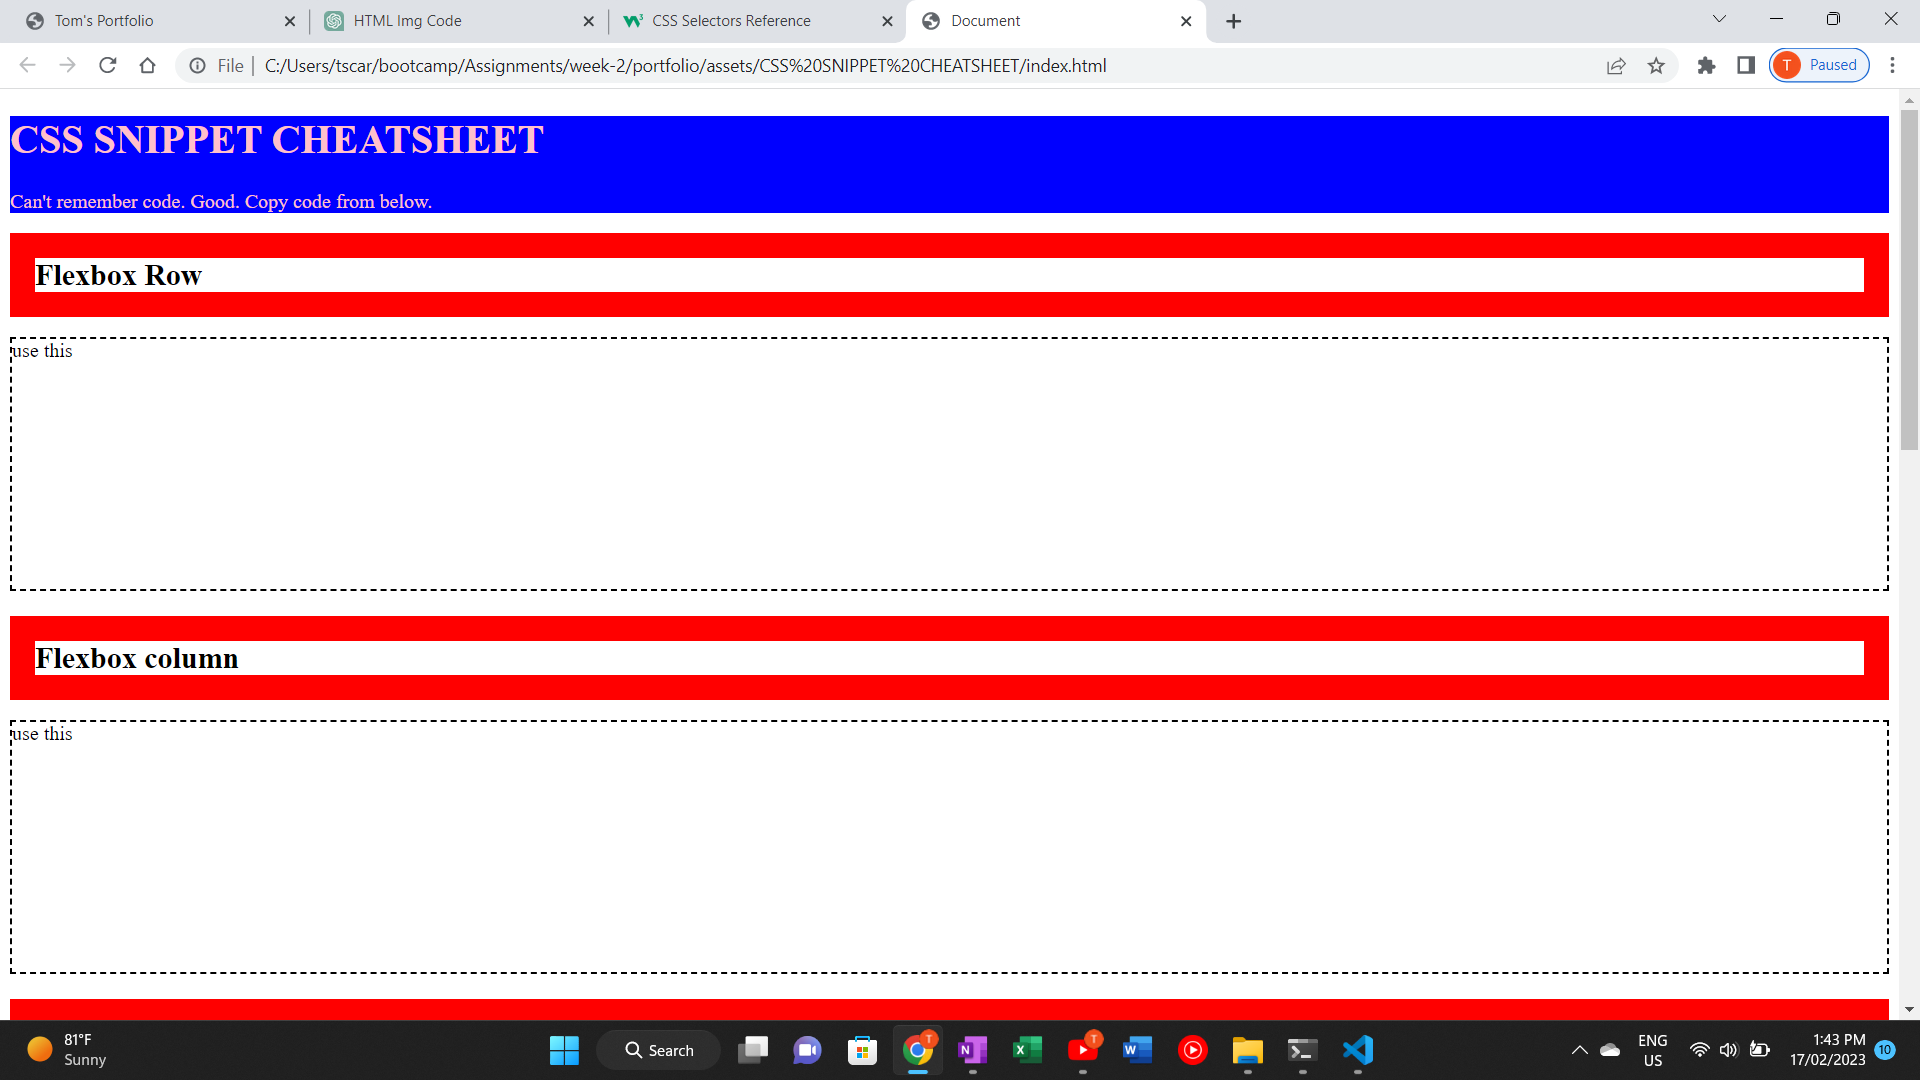 Tom's Portfolio
HTML Img Code
CSS Selectors Reference
Document
File
C:/Users/tscar/bootcamp/Assignments/week-2/portfolio/assets/CSS%20SNIPPET%20CHEATSHEET/index.html
T
Paused
CSS SNIPPET CHEATSHEET
Can't remember code. Good. Copy code from below.
Flexbox Row
use this
Flexbox column
use this
81°F
Sunny
Search
T
N
X
T
W
ENG
US
1:43 PM
17/02/2023
10